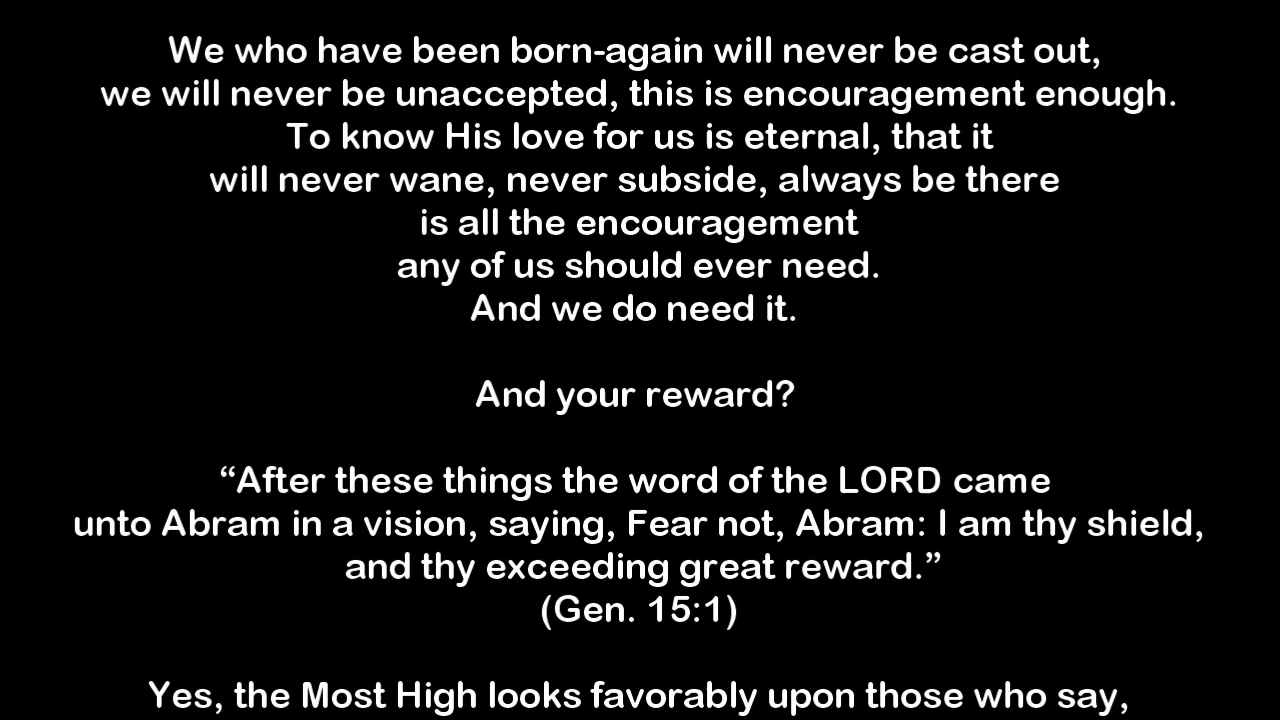 We who have been born-again will never be cast out,
we will never be unaccepted, this is encouragement enough.
To know His love for us is eternal, that it
will never wane, never subside, always be there
is all the encouragement
any of us should ever need.
And we do need it.
And your reward?
“After these things the word of the LORD came
unto Abram in a vision, saying, Fear not, Abram: I am thy shield,
and thy exceeding great reward.”
(Gen. 15:1)
Yes, the Most High looks favorably upon those who say,